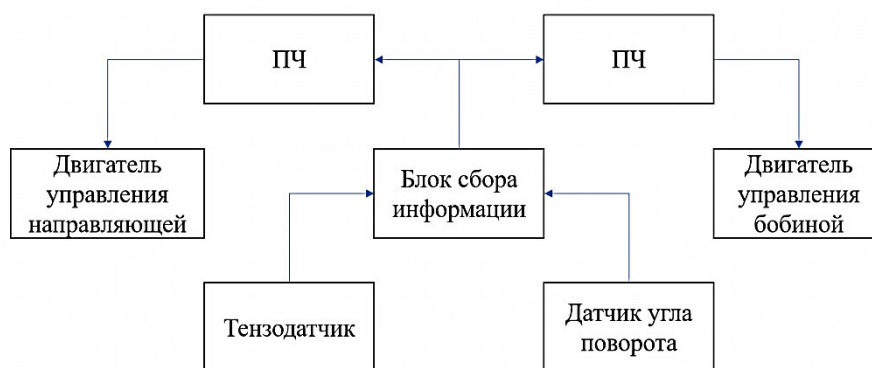 ПЧ
ПЧ
Двигатель
управления
направляющей
Блок сбора
информации
Двигатель
управления
бобиной
Тензодатчик
Датчик угла
поворота